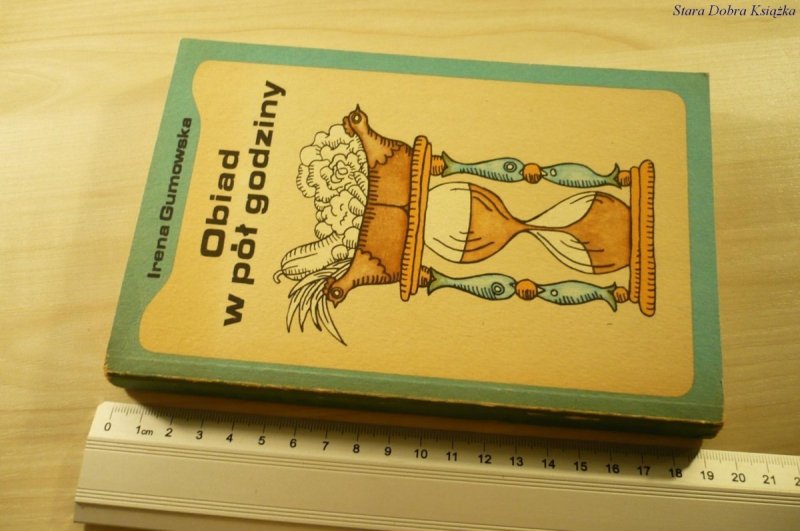 Stara Dobra Książka
Irena Gumowska
Obiad
w pół godziny
0 1cm 2 3 4 5 6 7 8 9 10 11 12 13 14 15 16 17 18 19 20 21